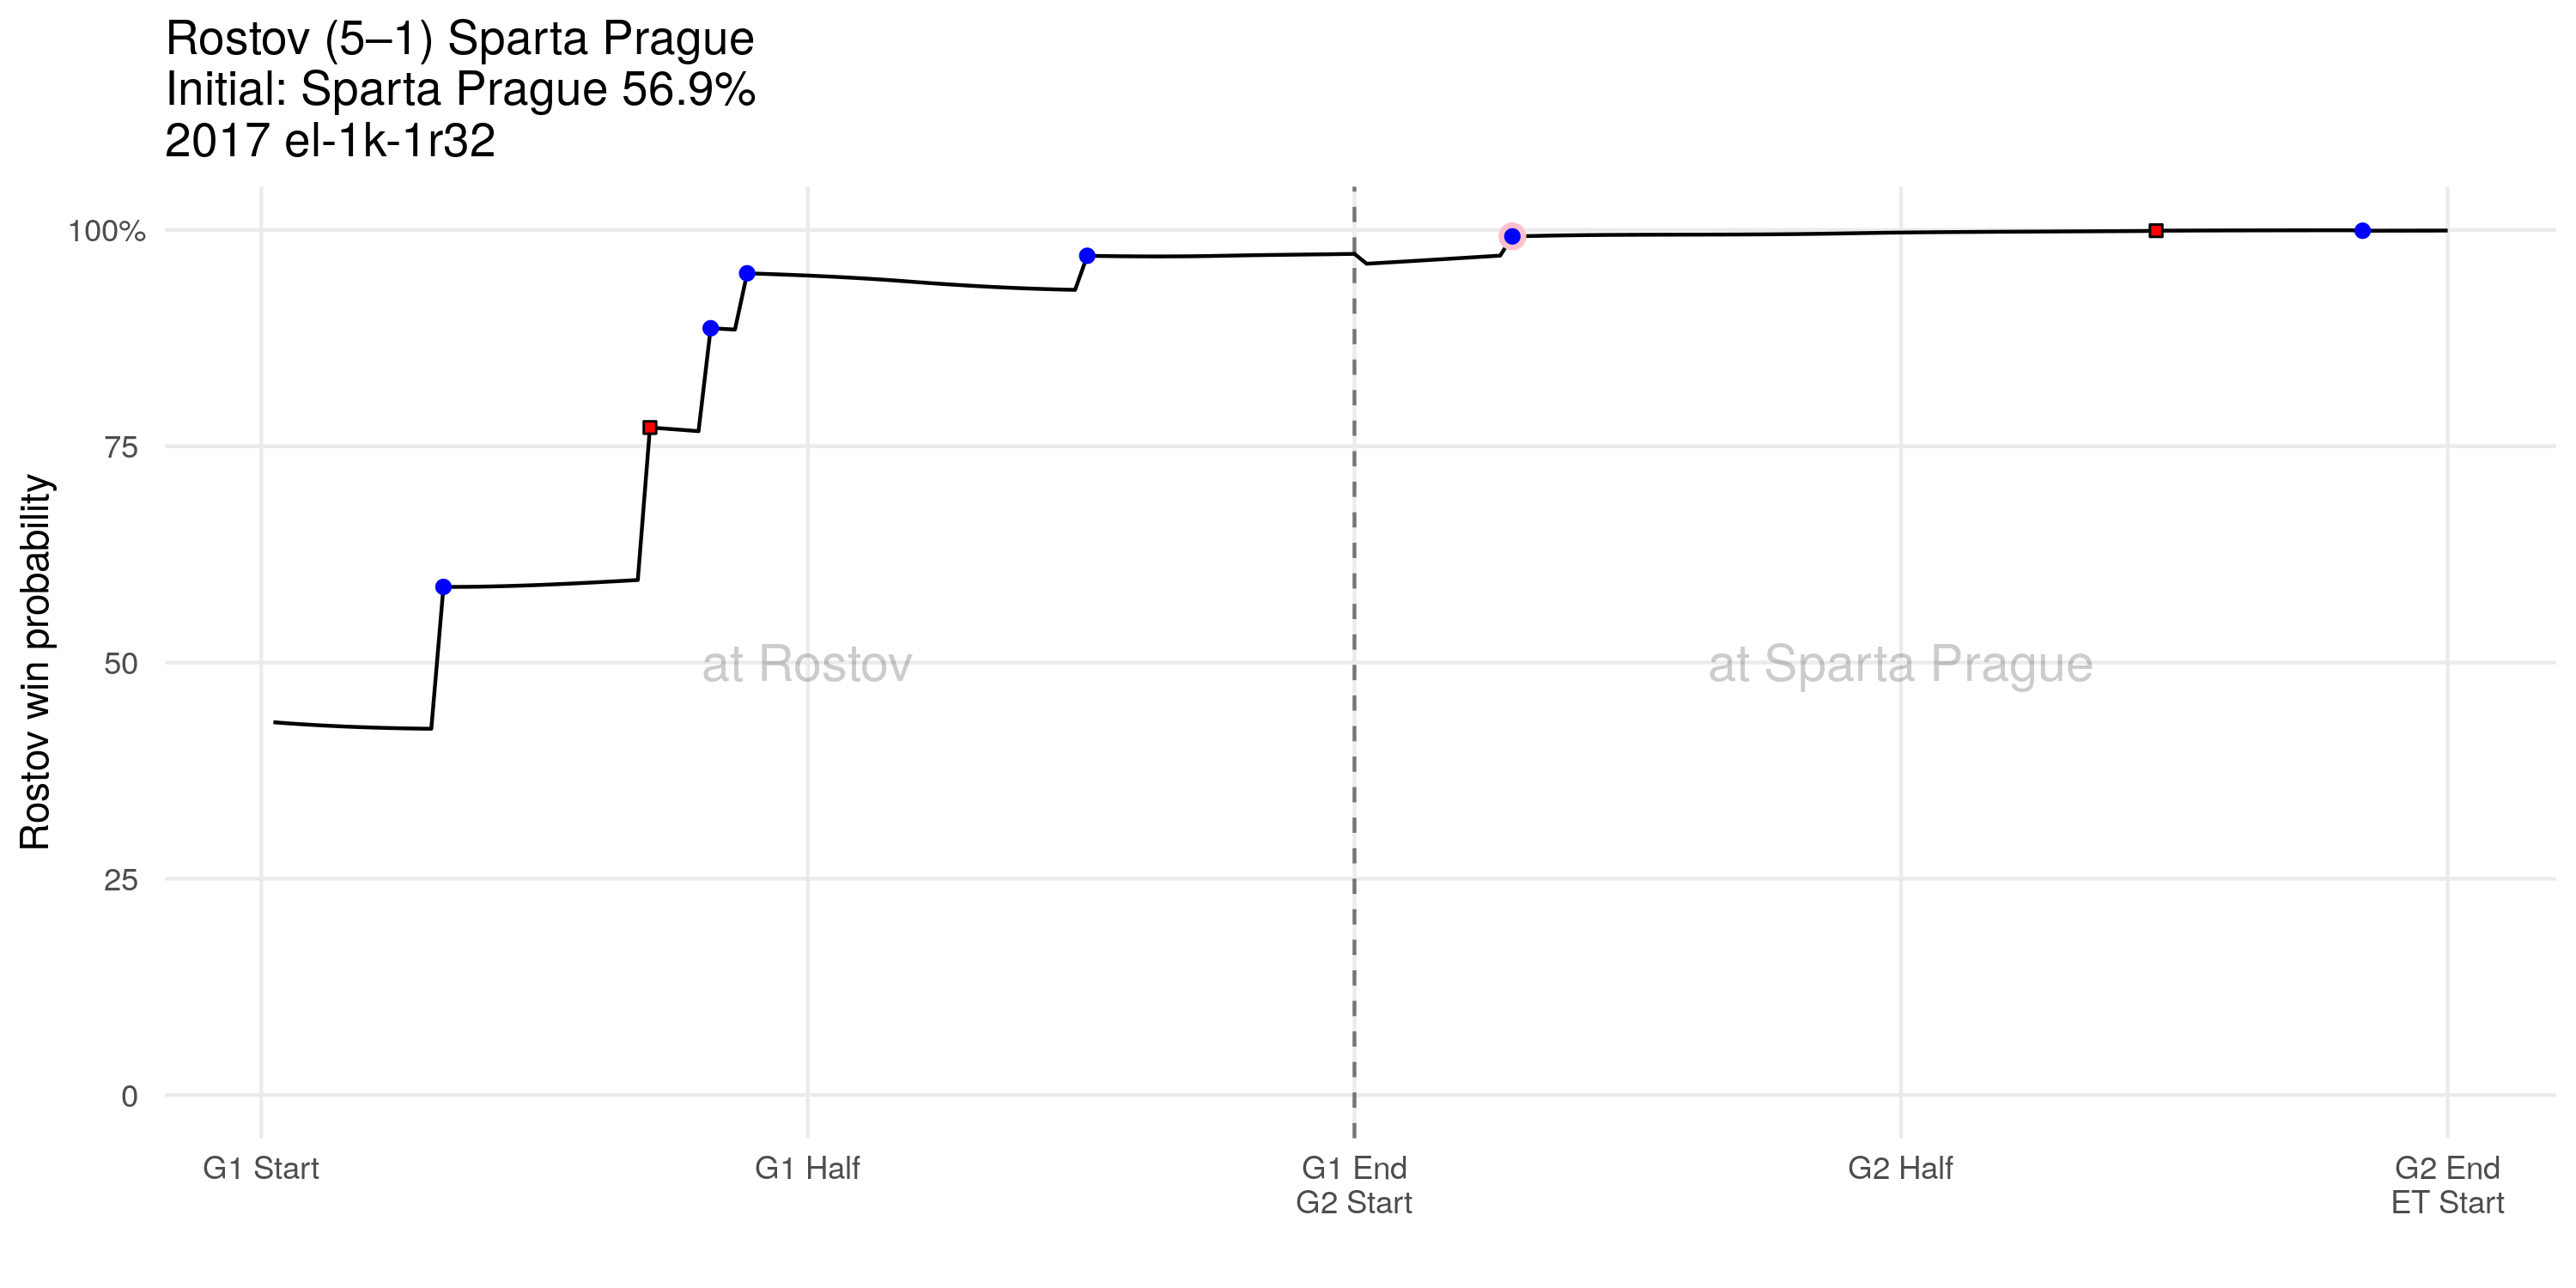 Rostov (5–1) Sparta Prague
Initial: Sparta Prague 56.9%
2017 el-1k-1r32
Rostov win probability
100%
75
50
25
0
at Rostov
at Sparta Prague
G1 Start
G1 Half
G1 End
G2 Start
G2 Half
G2 End
ET Start